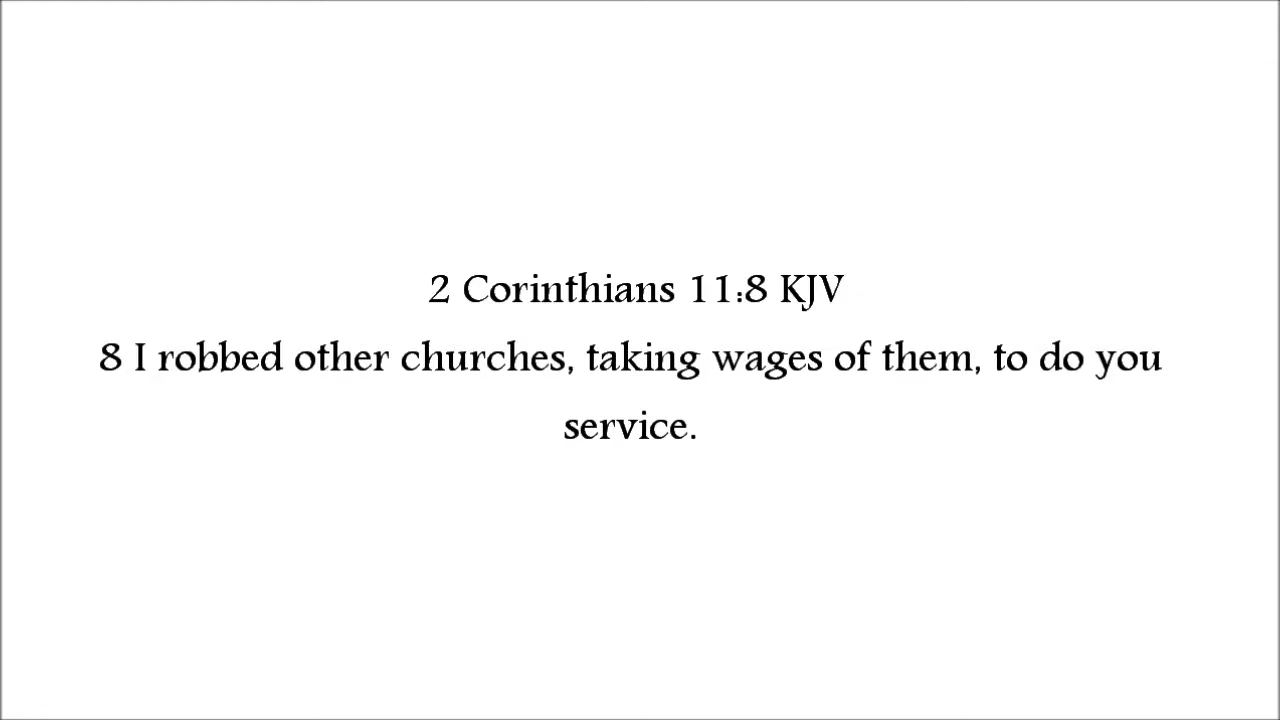 2 Corinthians 11:8 KJV
8 I robbed other churches, taking wages of them, to do you
service.